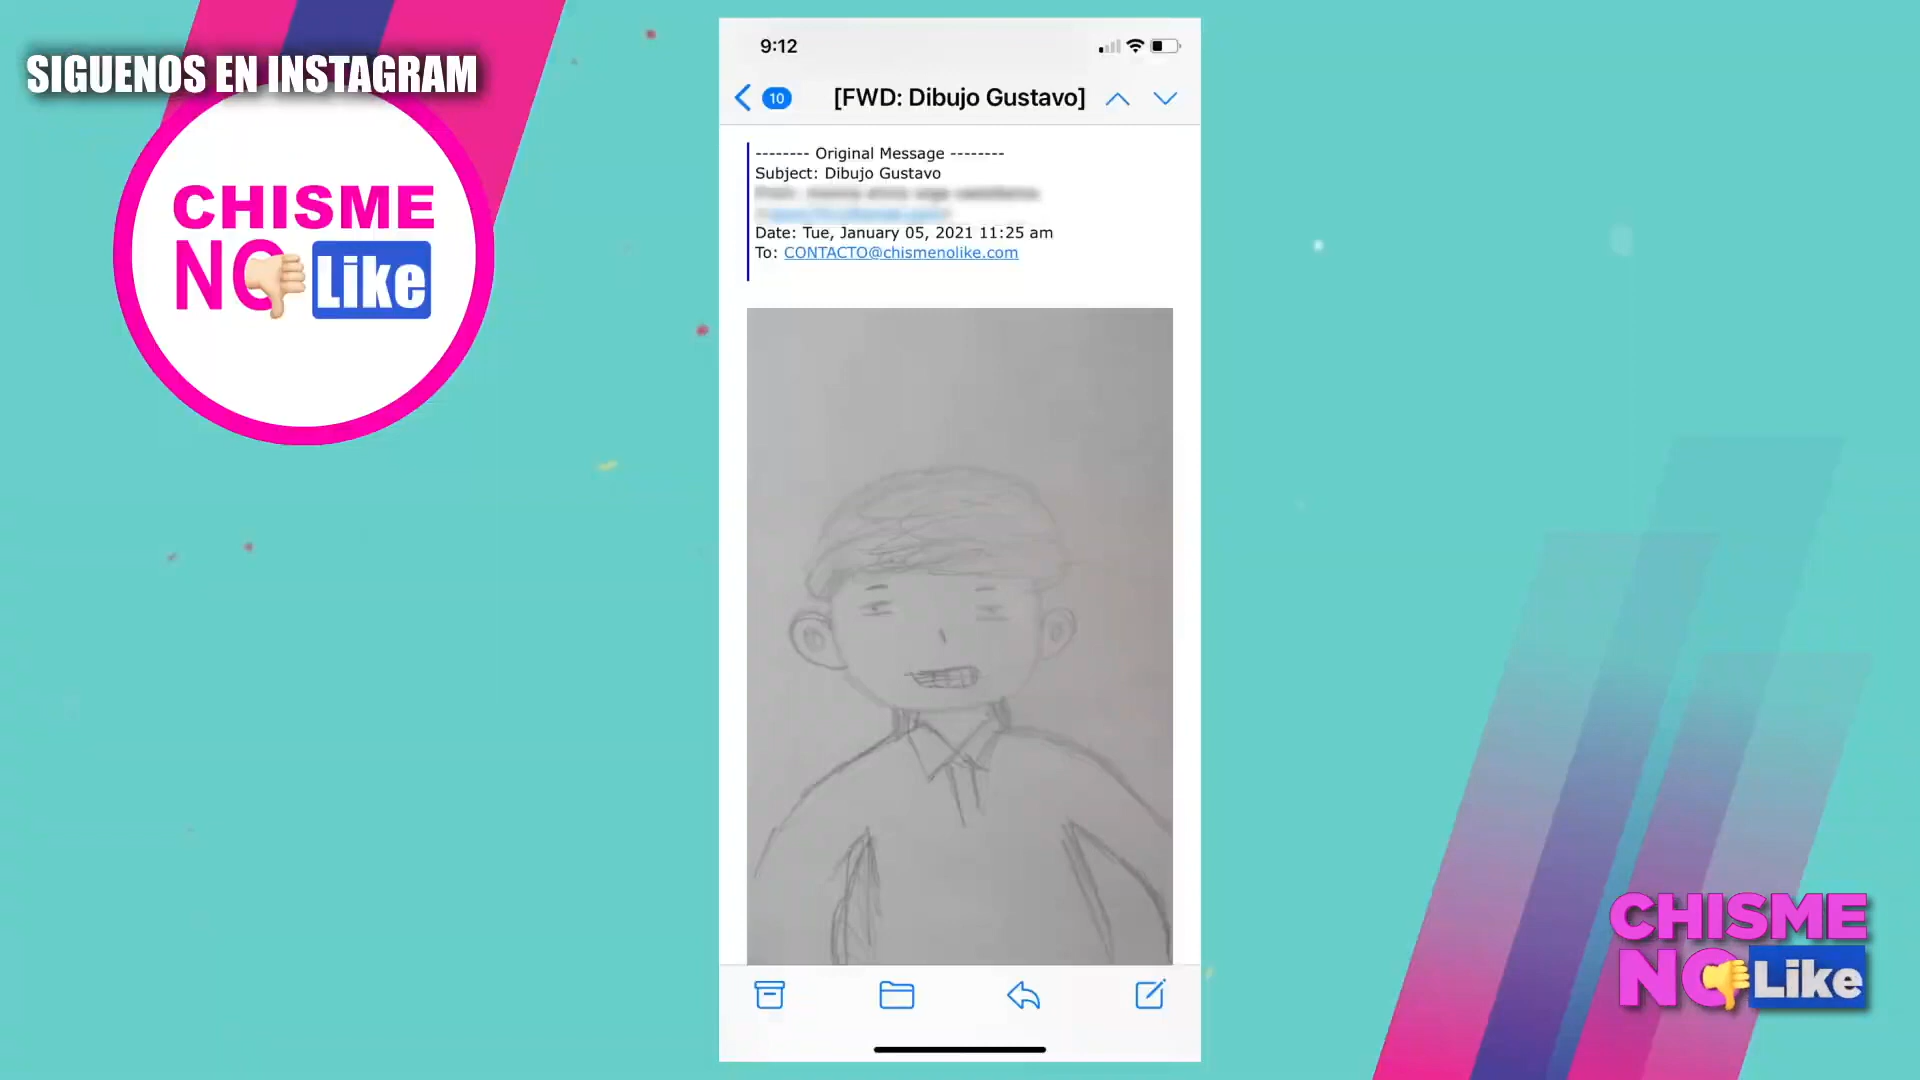 SIGUENOS EN INSTAGRAM
CHISME
NO Like
9:12
10
[FWD: Dibujo Gustavo]
-------- Original Message --------
Subject: Dibujo Gustavo
Date: Tue, January 05, 2021 11:25 am
To: CONTACTO@chismenolike.com
CHISME
NO Like